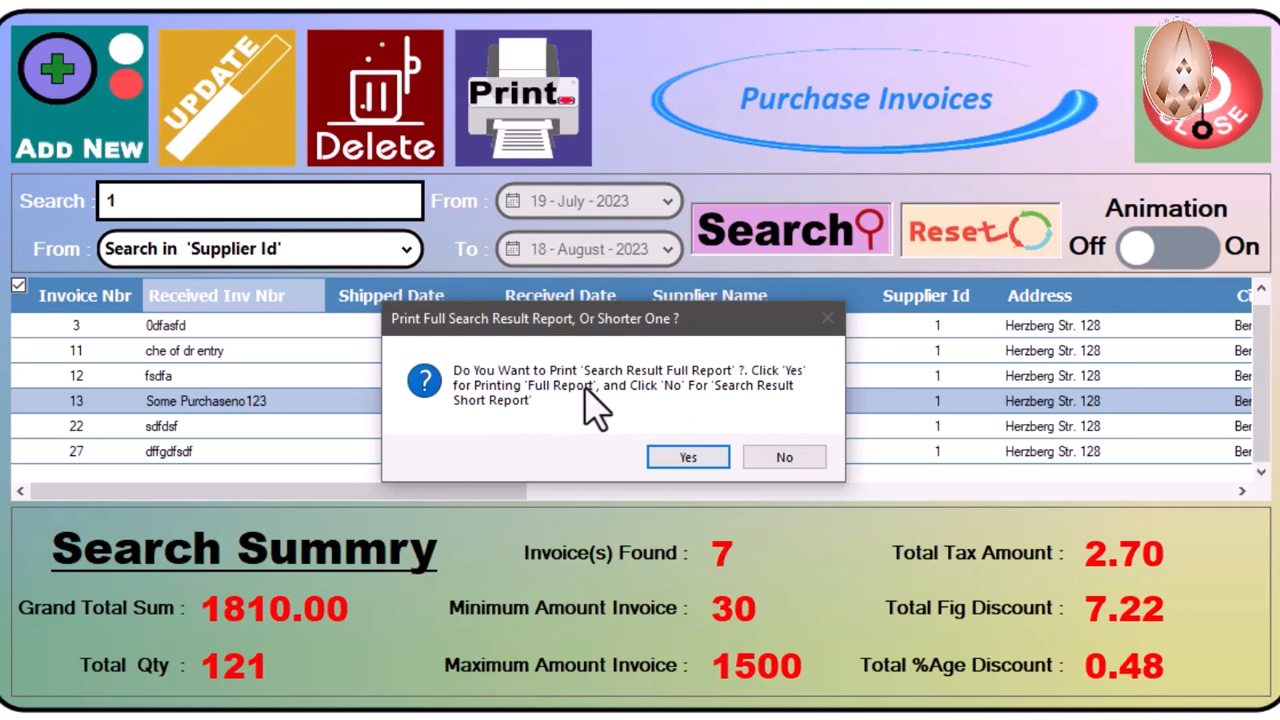 ADD NEW
UPDATE
Delete
Print
Purchase Invoices
CLOSE
Search : 1
From : 19 - July - 2023
Search
Reset
Animation
Off On
From : Search in 'Supplier Id'
To : 18 - August - 2023
Invoice Nbr Received Inv Nbr Shipped Date Received Date Supplier Name Supplier Id Address Ci
3 0dfasfd 1 Herzberg Str. 128 Ber
11 che of dr entry 1 Herzberg Str. 128 Ber
12 fsdfa 1 Herzberg Str. 128 Ber
13 Some Purchaseno123 1 Herzberg Str. 128 Ber
22 sdfdsf 1 Herzberg Str. 128 Ber
27 dffgdfsdf 1 Herzberg Str. 128 Ber
Print Full Search Result Report, Or Shorter One ?
Do You Want to Print 'Search Result Full Report' ?. Click 'Yes'
for Printing 'Full Report', and Click 'No' For 'Search Result
Short Report'
Yes No
Search Summry
Invoice(s) Found : 7
Total Tax Amount : 2.70
Grand Total Sum : 1810.00
Minimum Amount Invoice : 30
Total Fig Discount : 7.22
Total Qty : 121
Maximum Amount Invoice : 1500
Total %Age Discount : 0.48